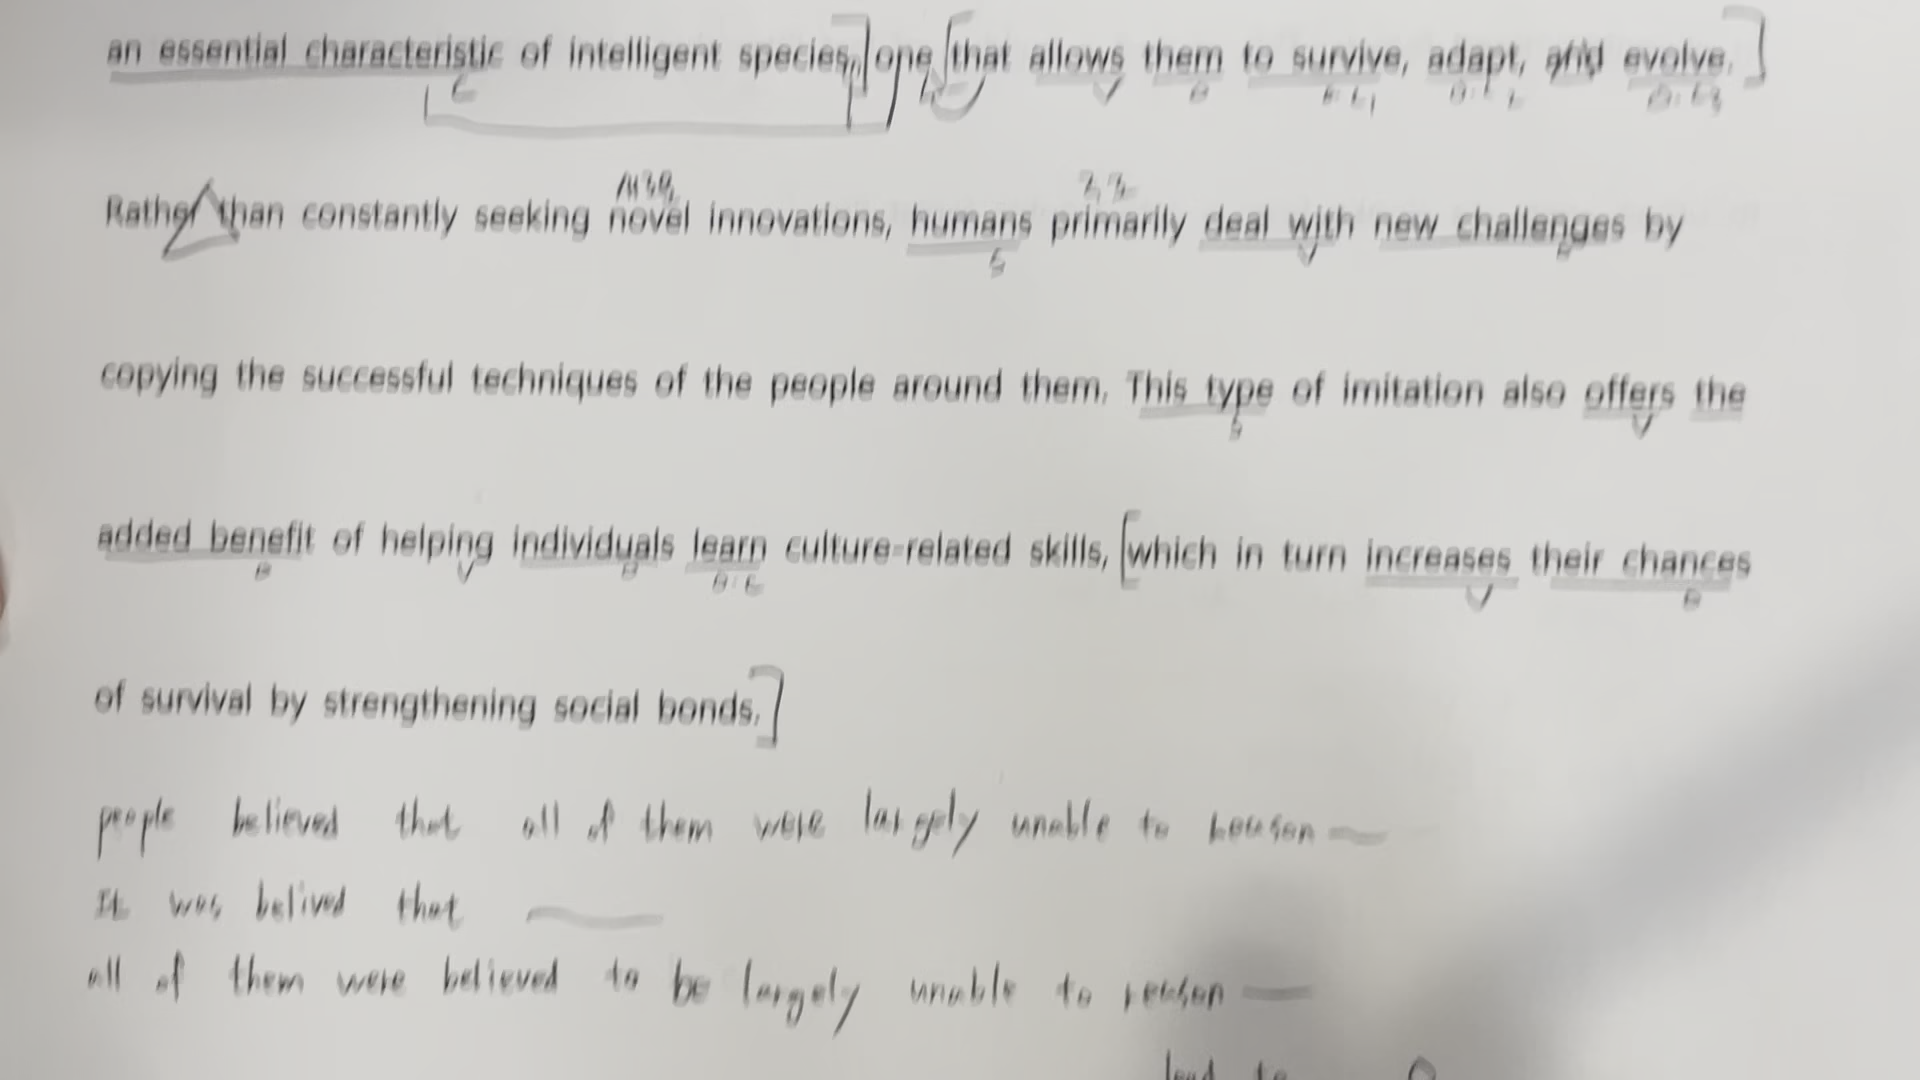 an essential characteristic of intelligent species, one that allows them to survive, adapt, and evolve.
Rather than constantly seeking novel innovations, humans primarily deal with new challenges by
copying the successful techniques of the people around them. This type of imitation also offers the
added benefit of helping individuals learn culture-related skills, which in turn increases their chances
of survival by strengthening social bonds.
people believed that all of them were largely unable to reason
It was belived that
all of them were believed to be largely unable to reason
lead to